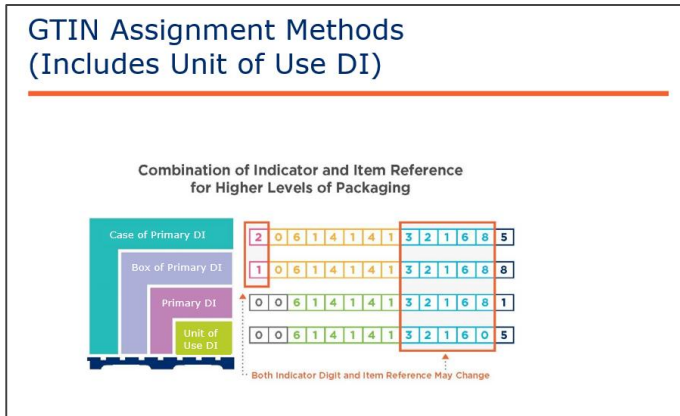 GTIN Assignment Methods
(Includes Unit of Use DI)
Combination of Indicator and Item Reference
for Higher Levels of Packaging
Case of Primary DI
2 0 6 1 4 1 4 1 3 2 1 6 8 5
Box of Primary DI
1 0 6 1 4 1 4 1 3 2 1 6 8 8
Primary DI
0 0 6 1 4 1 4 1 3 2 1 6 8 1
Unit of
Use DI
0 0 6 1 4 1 4 1 3 2 1 6 0 5
Both Indicator Digit and Item Reference May Change